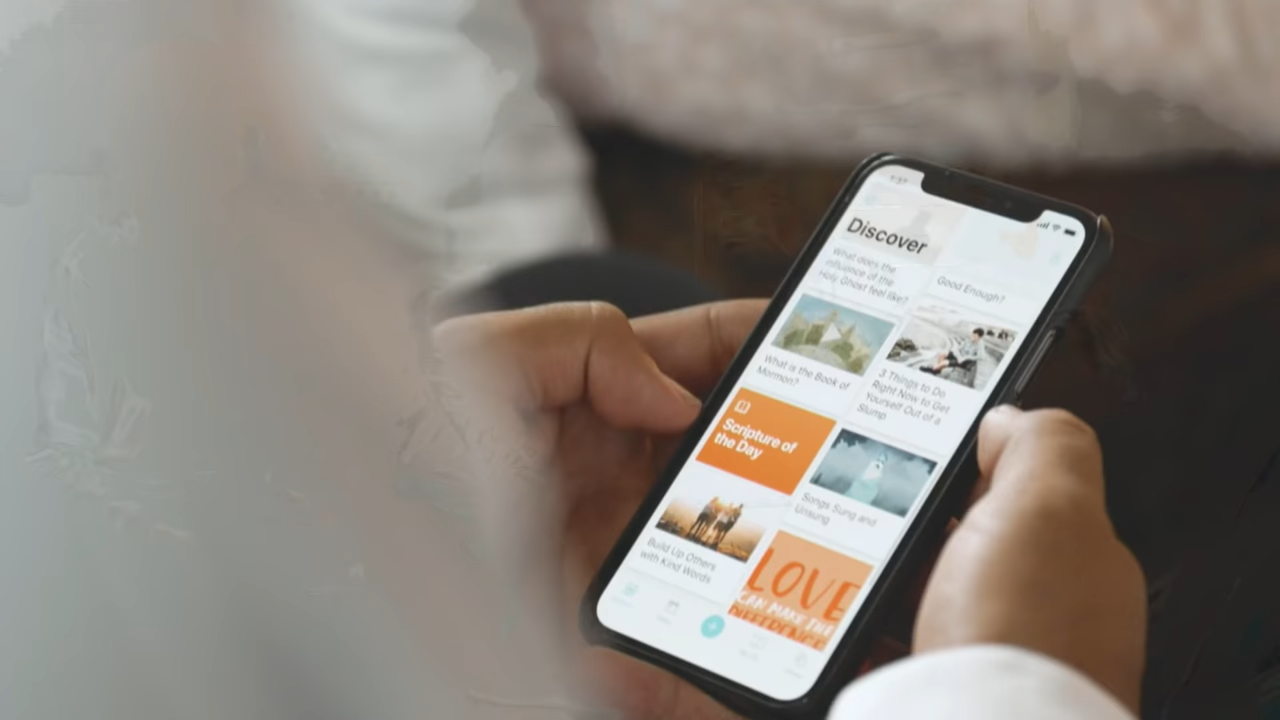 Discover
What does the
influence of the
Holy Ghost feel like?
Good Enough?
What is the Book of
Mormon?
3 Things to Do
Right Now to Get
Yourself Out of a
Slump
Scripture of
the Day
Songs Sung and
Unsung
Build Up Others
with Kind Words
LOVE
CAN MAKE THE
DIFFERENCE